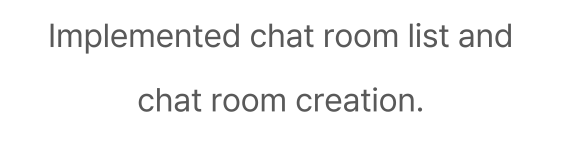 Implemented chat room list and
chat room creation.